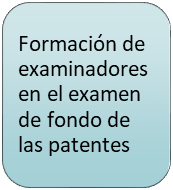 Formación de
examinadores
en el examen
de fondo de
las patentes